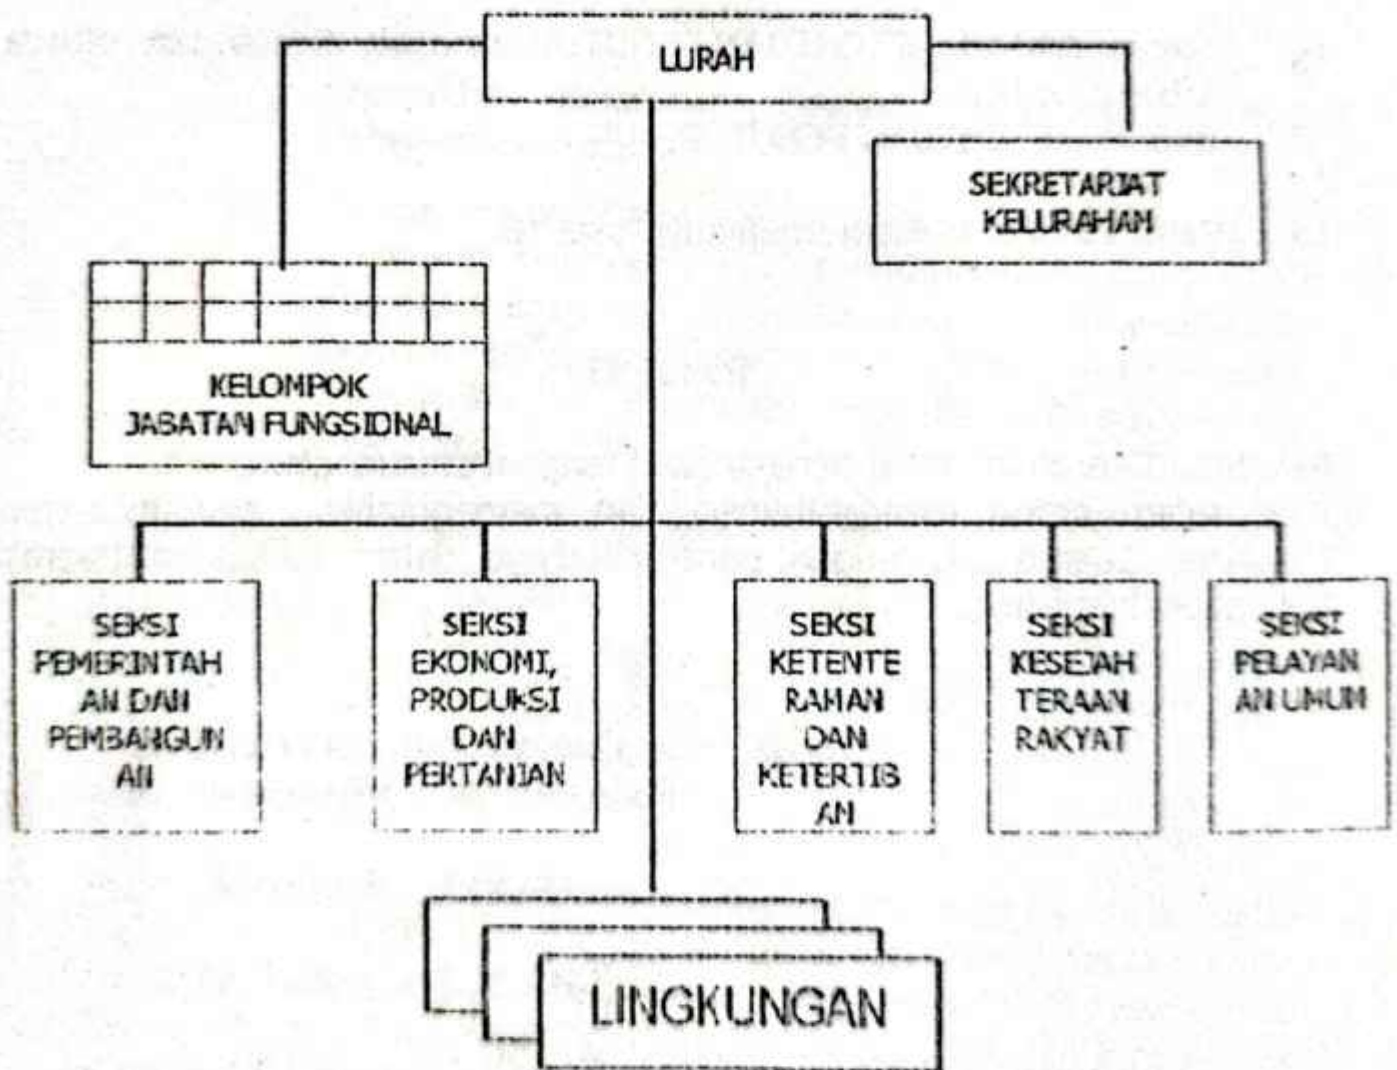 LURAH
SEKRETARIAT
KELURAHAN
KELOMPOK
JABATAN FUNGSIONAL
SEKSI
PEMERINTAH
AN DAN
PEMBANGUN
AN
SEKSI
EKONOMI,
PRODUKSI
DAN
PERTANIAN
SEKSI
KETENTE
RAMAN
DAN
KETERTIB
AN
SEKSI
KESEJAH
TERAAN
RAKYAT
SEKSI
PELAYAN
AN UMUM
LINGKUNGAN